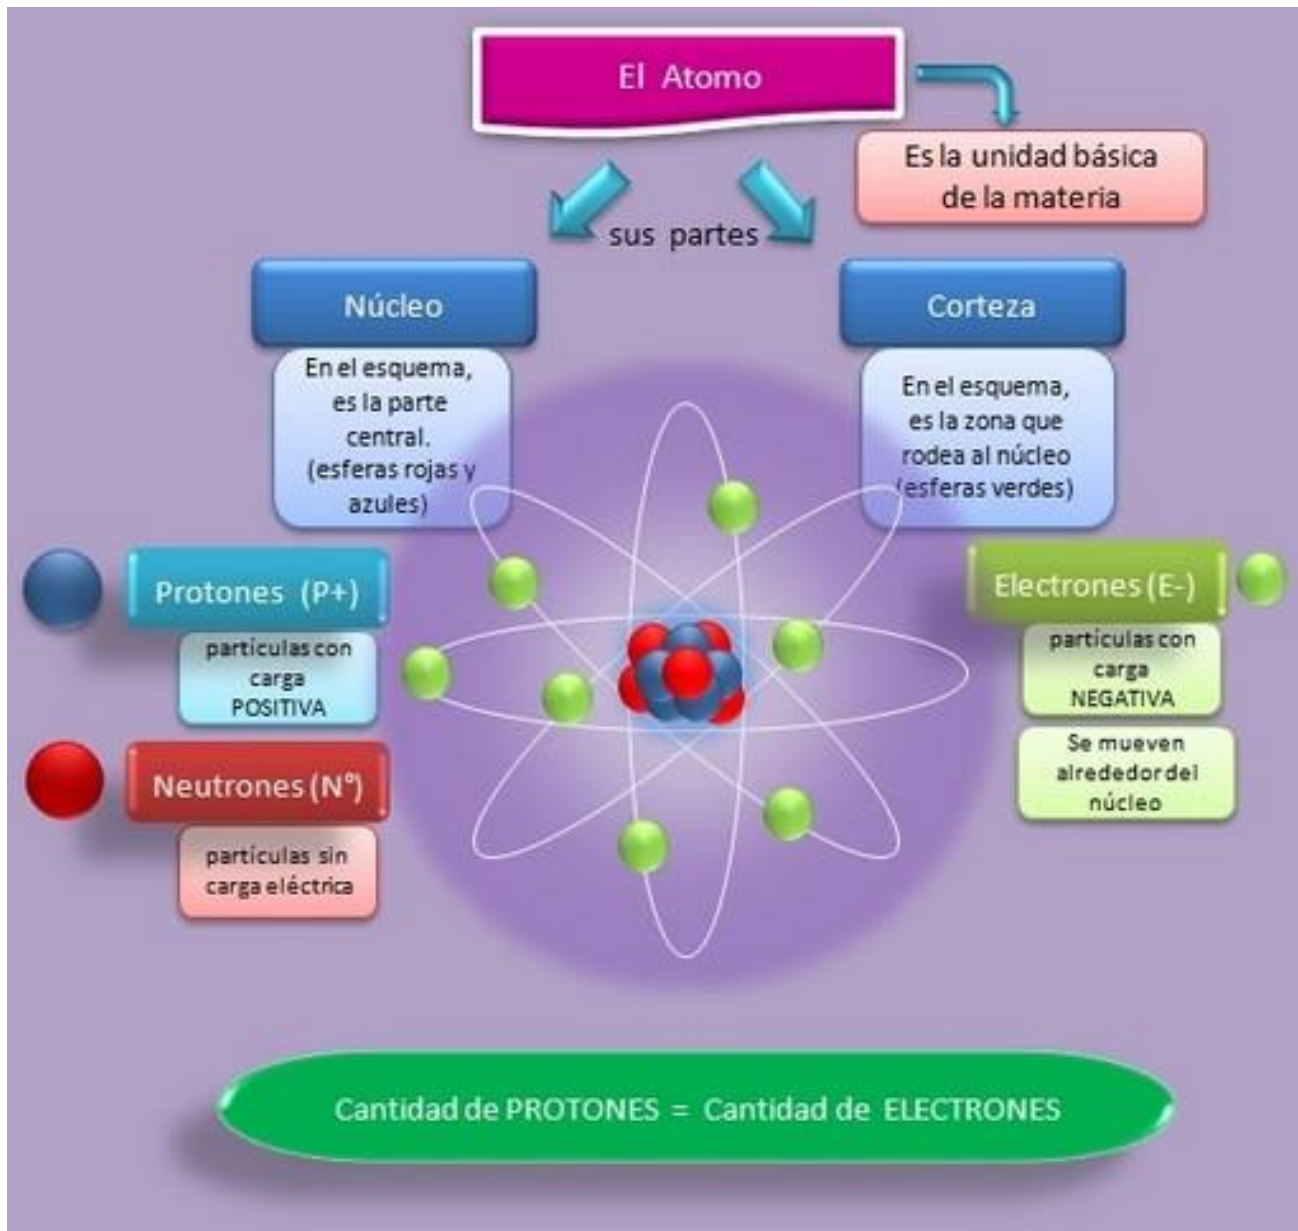 El Atomo
Es la unidad básica
de la materia
sus partes
Núcleo
En el esquema,
es la parte
central.
(esferas rojas y
azules)
Corteza
En el esquema,
es la zona que
rodea al núcleo
(esferas verdes)
Protones (P+)
partículas con
carga
POSITIVA
Neutrones (N°)
partículas sin
carga eléctrica
Electrones (E-)
partículas con
carga
NEGATIVA
Se mueven
alrededor del
núcleo
Cantidad de PROTONES = Cantidad de ELECTRONES